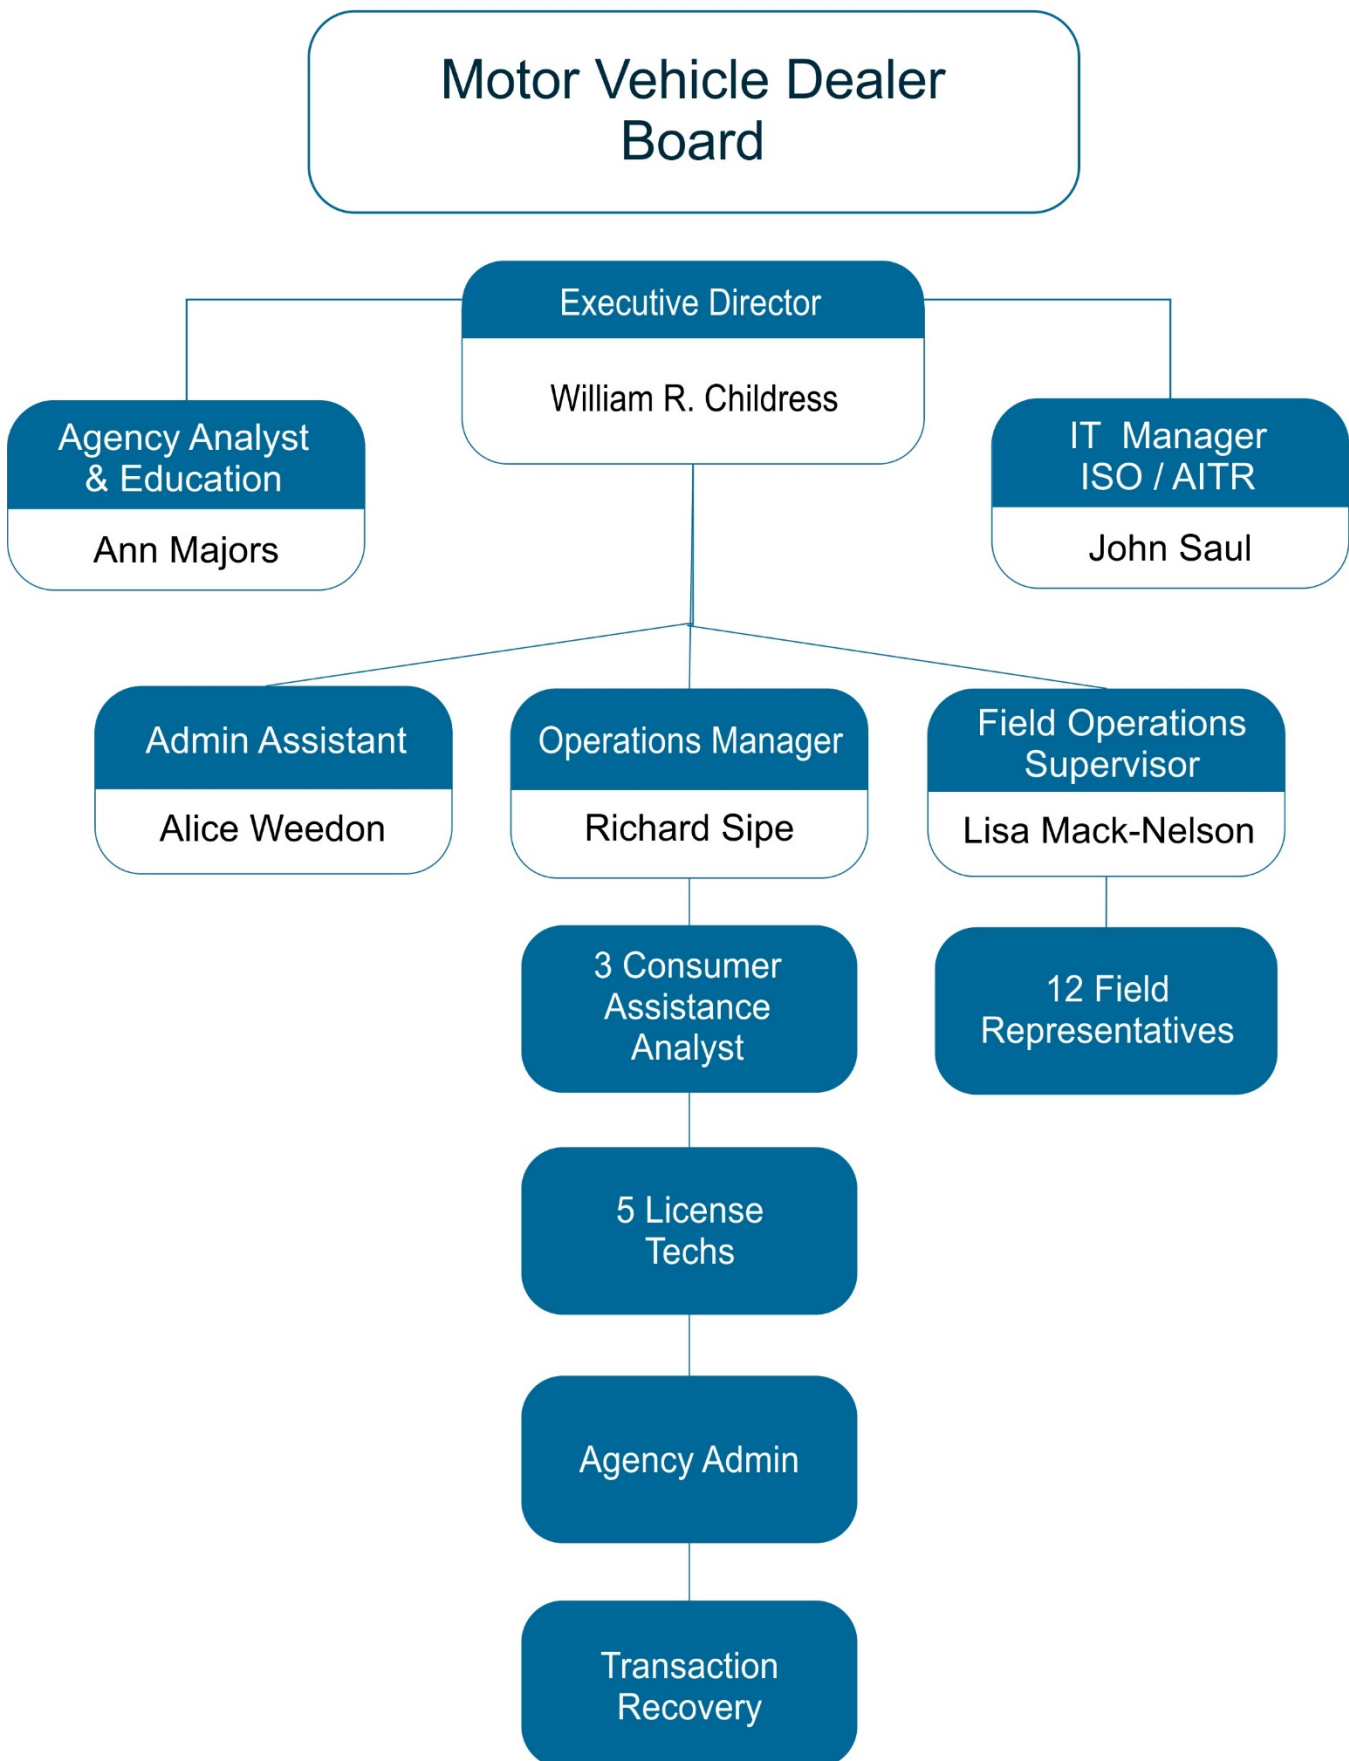 Motor Vehicle Dealer
Board
Executive Director
William R. Childress
Agency Analyst
& Education
Ann Majors
IT Manager
ISO / AITR
John Saul
Admin Assistant
Alice Weedon
Operations Manager
Richard Sipe
Field Operations
Supervisor
Lisa Mack-Nelson
3 Consumer
Assistance
Analyst
12 Field
Representatives
5 License
Techs
Agency Admin
Transaction
Recovery